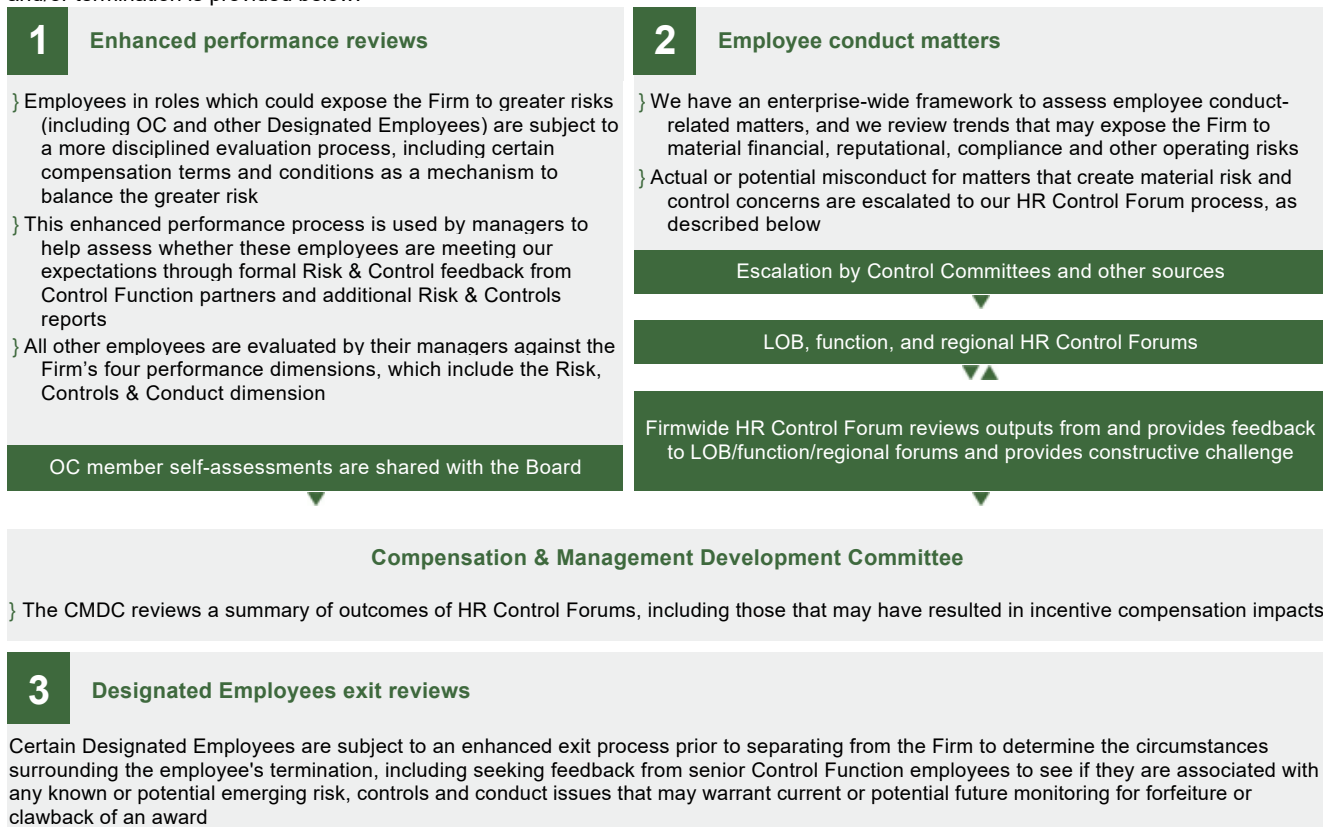 and/or termination is provided below:
1 Enhanced performance reviews
} Employees in roles which could expose the Firm to greater risks
(including OC and other Designated Employees) are subject to
a more disciplined evaluation process, including certain
compensation terms and conditions as a mechanism to
balance the greater risk
} This enhanced performance process is used by managers to
help assess whether these employees are meeting our
expectations through formal Risk & Control feedback from
Control Function partners and additional Risk & Controls
reports
} All other employees are evaluated by their managers against the
Firm's four performance dimensions, which include the Risk,
Controls & Conduct dimension
OC member self-assessments are shared with the Board
2 Employee conduct matters
} We have an enterprise-wide framework to assess employee conduct-
related matters, and we review trends that may expose the Firm to
material financial, reputational, compliance and other operating risks
} Actual or potential misconduct for matters that create material risk and
control concerns are escalated to our HR Control Forum process, as
described below
Escalation by Control Committees and other sources
LOB, function, and regional HR Control Forums
Firmwide HR Control Forum reviews outputs from and provides feedback
to LOB/function/regional forums and provides constructive challenge
Compensation & Management Development Committee
} The CMDC reviews a summary of outcomes of HR Control Forums, including those that may have resulted in incentive compensation impacts
3 Designated Employees exit reviews
Certain Designated Employees are subject to an enhanced exit process prior to separating from the Firm to determine the circumstances
surrounding the employee's termination, including seeking feedback from senior Control Function employees to see if they are associated with
any known or potential emerging risk, controls and conduct issues that may warrant current or potential future monitoring for forfeiture or
clawback of an award